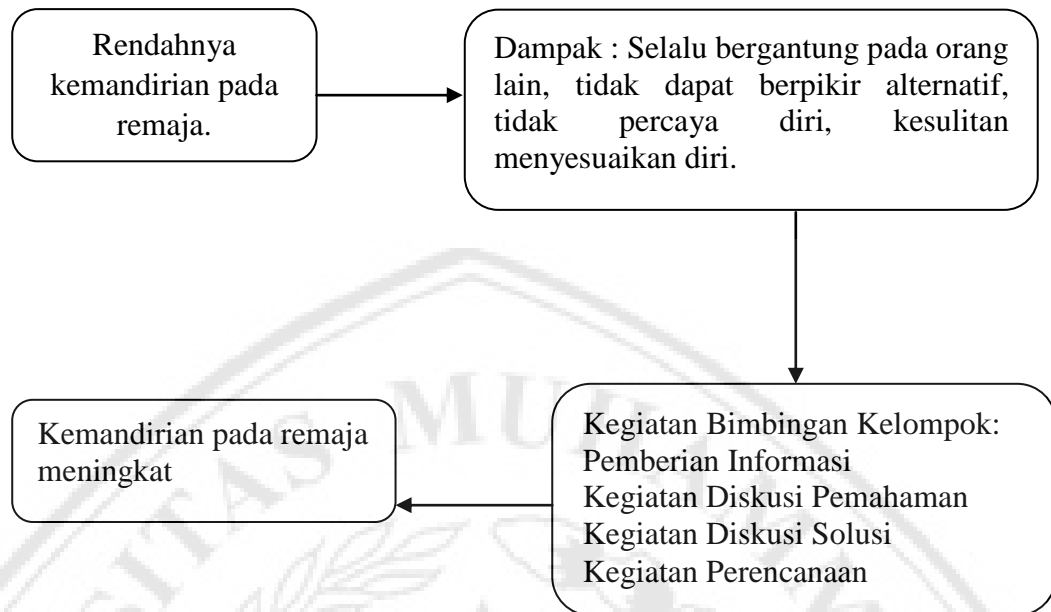 Rendahnya
kemandirian pada
remaja.
Dampak : Selalu bergantung pada orang
lain, tidak dapat berpikir alternatif,
tidak percaya diri, kesulitan
menyesuaikan diri.
Kegiatan Bimbingan Kelompok:
Pemberian Informasi
Kegiatan Diskusi Pemahaman
Kegiatan Diskusi Solusi
Kegiatan Perencanaan
Kemandirian pada remaja
meningkat